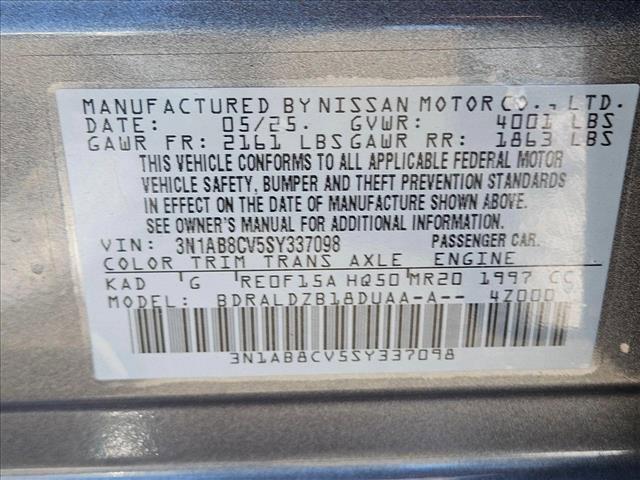 MANUFACTURED BY NISSAN MOTOR CO., LTD.
DATE: 05/25. GVWR: 4001 LBS
GAWR FR: 2161 LBS GAWR RR: 1863 LBS
THIS VEHICLE CONFORMS TO ALL APPLICABLE FEDERAL MOTOR
VEHICLE SAFETY, BUMPER AND THEFT PREVENTION STANDARDS
IN EFFECT ON THE DATE OF MANUFACTURE SHOWN ABOVE.
SEE OWNER'S MANUAL FOR ADDITIONAL INFORMATION.
VIN: 3N1AB8CV5SY337098 PASSENGER CAR.
COLOR TRIM TRANS AXLE ENGINE
KAD G RE0F15A HQ50 MR20 1997 CC
MODEL: BDRALDZB18DUAA-A-- 4Z000
3N1AB8CV5SY337098